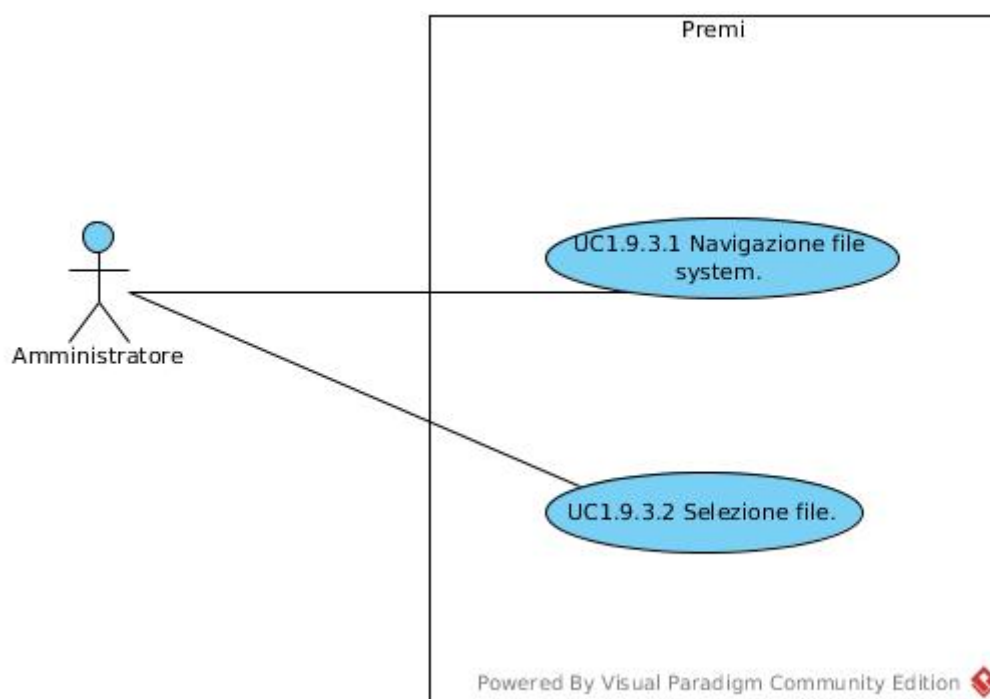 Premi
UC1.9.3.1 Navigazione file
system.
Amministratore
UC1.9.3.2 Selezione file.
Powered By Visual Paradigm Community Edition